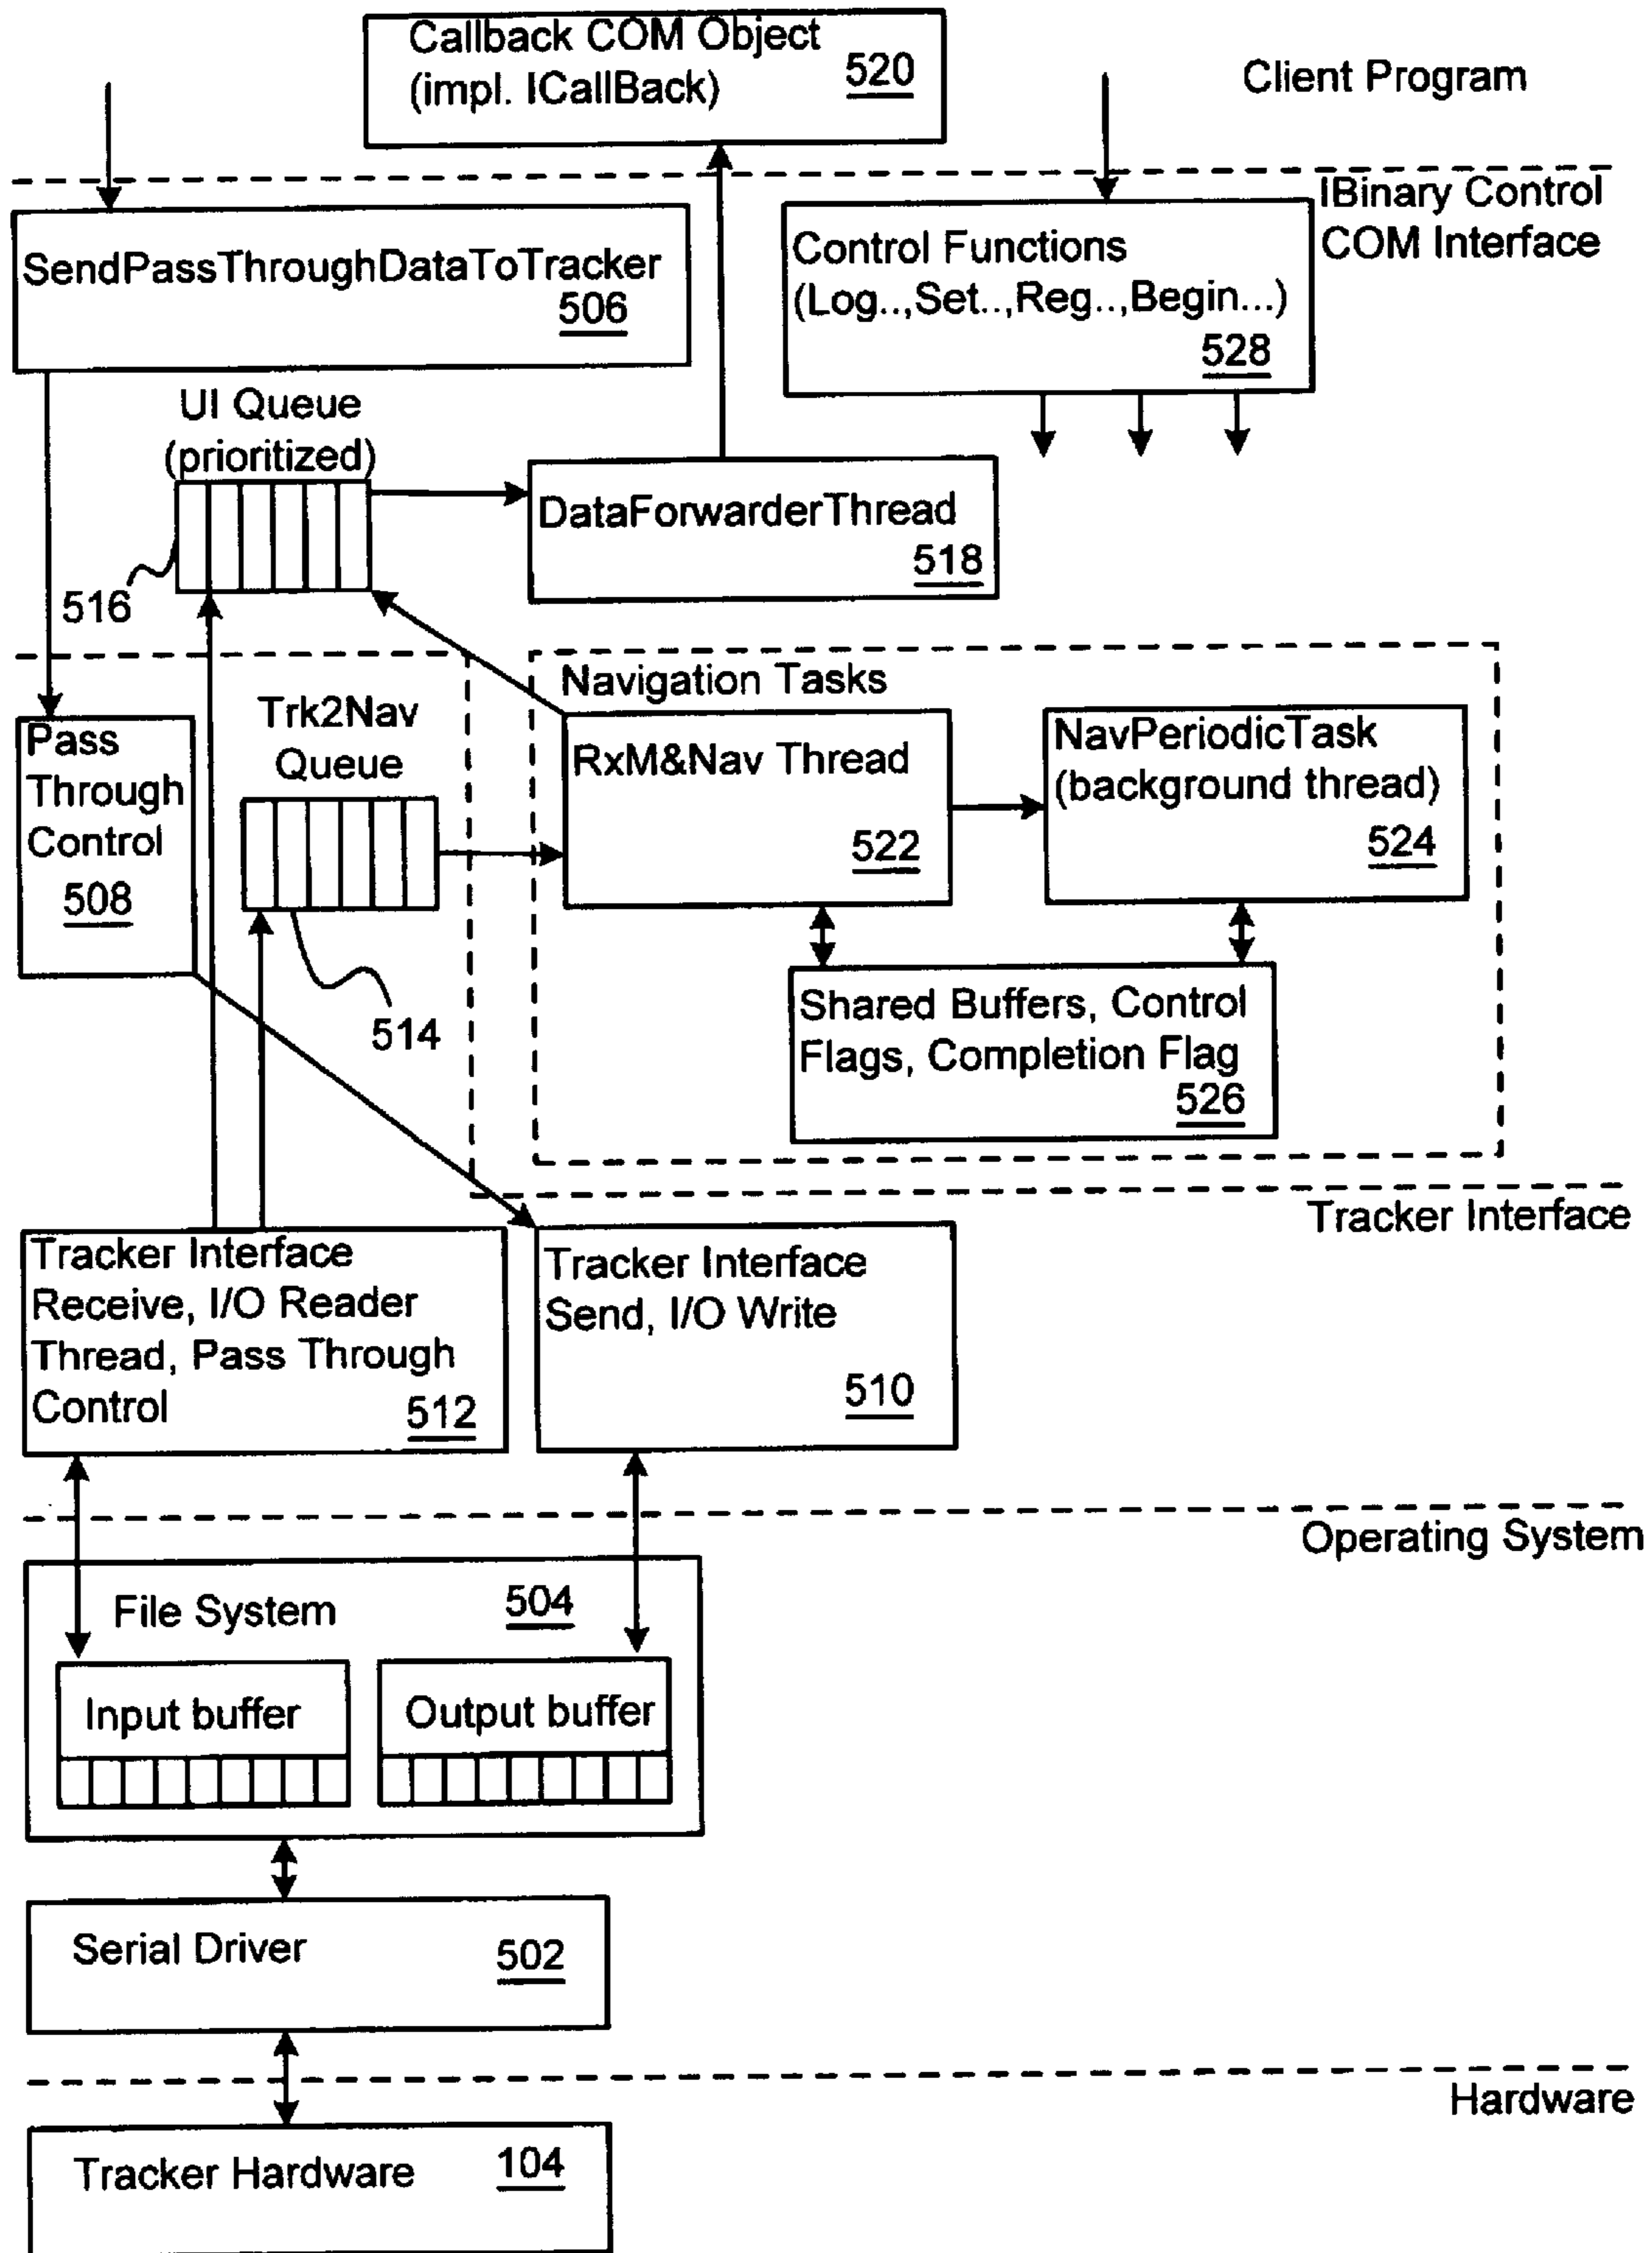 Callback COM Object
(impl. ICallBack)
520
Client Program
IBinary Control
COM Interface
SendPassThroughDataToTracker
506
Control Functions
(Log..,Set..,Reg..,Begin...)
528
UI Queue
(prioritized)
516
DataForwarderThread
518
Navigation Tasks
Pass
Through
Control
508
Trk2Nav
Queue
514
RxM&Nav Thread
522
NavPeriodicTask
(background thread)
524
Shared Buffers, Control
Flags, Completion Flag
526
Tracker Interface
Tracker Interface
Receive, I/O Reader
Thread, Pass Through
Control
512
Tracker Interface
Send, I/O Write
510
Operating System
File System
504
Input buffer
Output buffer
Serial Driver
502
Hardware
Tracker Hardware
104